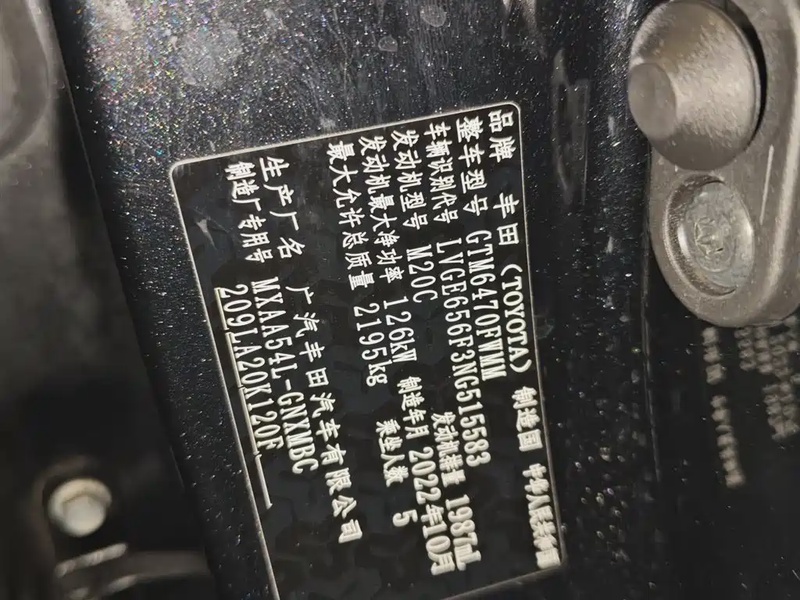 品牌 丰田(TOYOTA) 制造国 中华人民共和国
整车型号 GTM6470FWMM
车辆识别代号 LVGE656F3NG515583
发动机型号 M20C 发动机排量 1987mL
发动机最大净功率 126kW 制造年月 2022年10月
最大允许总质量 2195kg 乘坐人数 5
生产厂名 广汽丰田汽车有限公司
制造厂专用号 MXAA54L-GNXMBC
209LA20K120F